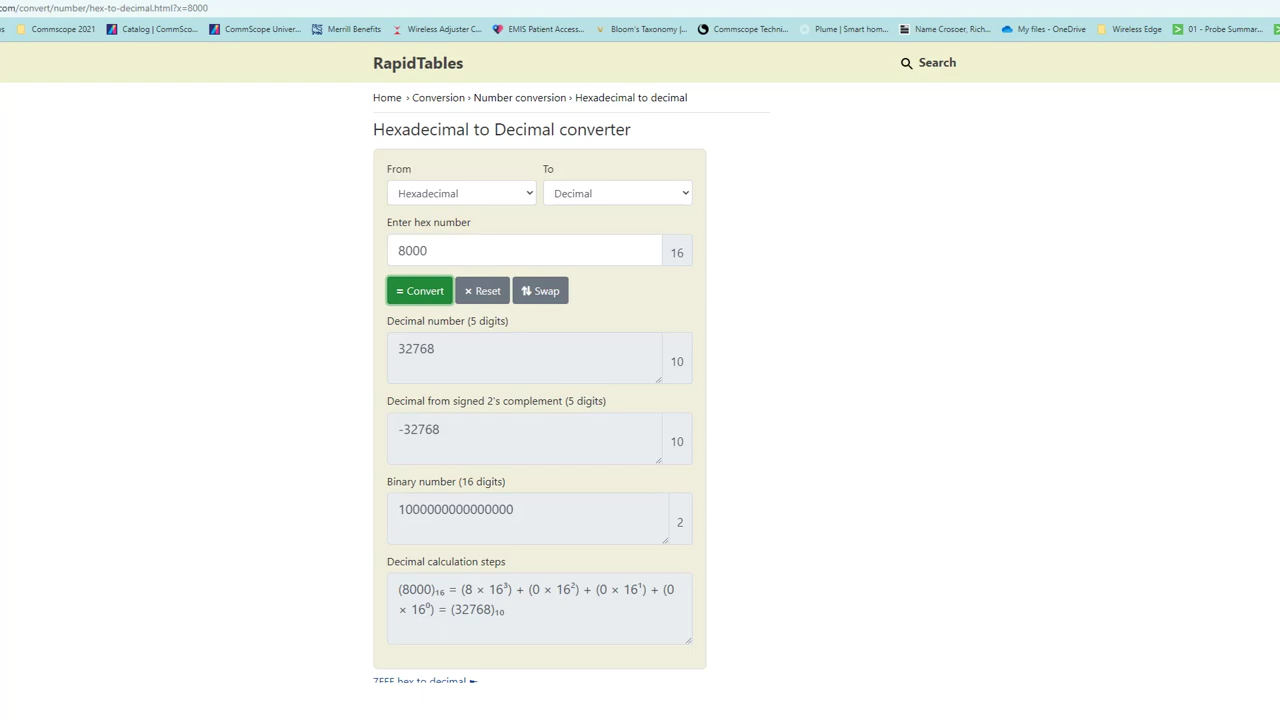 .com/convert/number/hex-to-decimal.html?x=8000
ps Commscope 2021 Catalog | CommSco... CommScope Univer... Merrill Benefits Wireless Adjuster C... EMIS Patient Access... Bloom's Taxonomy |... Commscope Techni... Plume | Smart hom... Name Crosoer, Rich... My files - OneDrive Wireless Edge 01 - Probe Summar...
RapidTables Search
Home › Conversion › Number conversion › Hexadecimal to decimal
Hexadecimal to Decimal converter
From To
Hexadecimal Decimal
Enter hex number
8000 16
= Convert × Reset Swap
Decimal number (5 digits)
32768
10
Decimal from signed 2's complement (5 digits)
-32768
10
Binary number (16 digits)
1000000000000000
2
Decimal calculation steps
(8000)₁₆ = (8 × 16³) + (0 × 16²) + (0 × 16¹) + (0
× 16⁰) = (32768)₁₀
7FFF hex to decimal ►